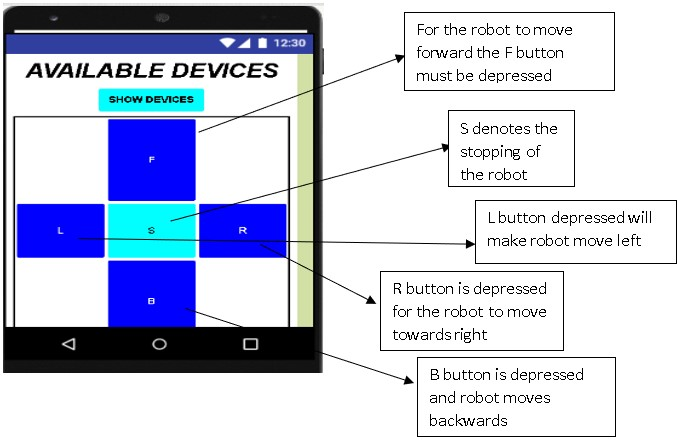 12:30
AVAILABLE DEVICES
SHOW DEVICES
F
L
S
R
B
For the robot to move
forward the F button
must be depressed
S denotes the
stopping of
the robot
L button depressed will
make robot move left
R button is depressed
for the robot to move
towards right
B button is depressed
and robot moves
backwards